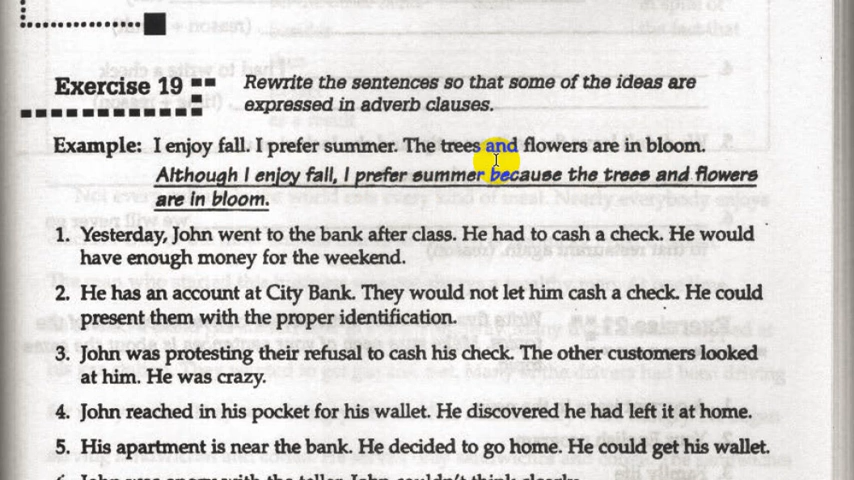 Exercise 19 Rewrite the sentences so that some of the ideas are
expressed in adverb clauses.
Example: I enjoy fall. I prefer summer. The trees and flowers are in bloom.
Although I enjoy fall, I prefer summer because the trees and flowers
are in bloom.
1. Yesterday, John went to the bank after class. He had to cash a check. He would
have enough money for the weekend.
2. He has an account at City Bank. They would not let him cash a check. He could
present them with the proper identification.
3. John was protesting their refusal to cash his check. The other customers looked
at him. He was crazy.
4. John reached in his pocket for his wallet. He discovered he had left it at home.
5. His apartment is near the bank. He decided to go home. He could get his wallet.